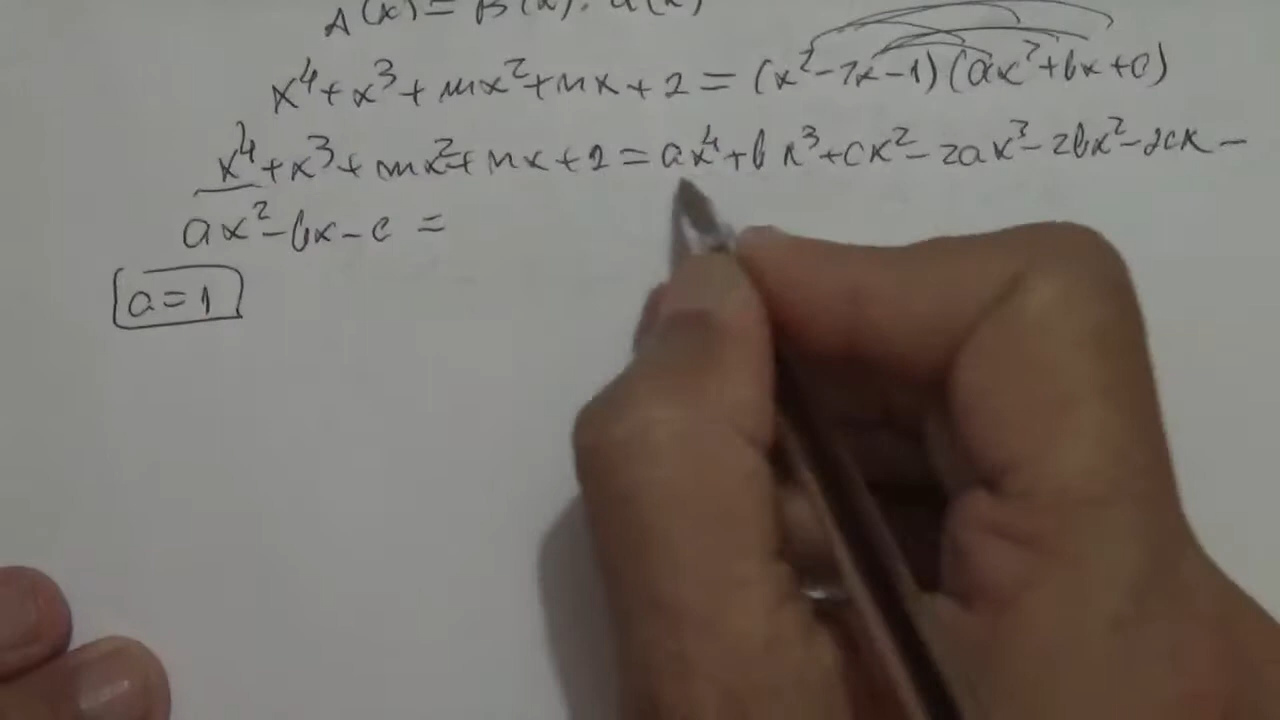 A(x) = B(x). Q(x)
x⁴+x³+mx²+nx+2=(x²-2x-1)(ax²+bx+c)
x⁴+x³+mx²+nx+2=ax⁴+bx³+cx²-2ax³-2bx²-2cx-
ax²-bx-c=
a=1